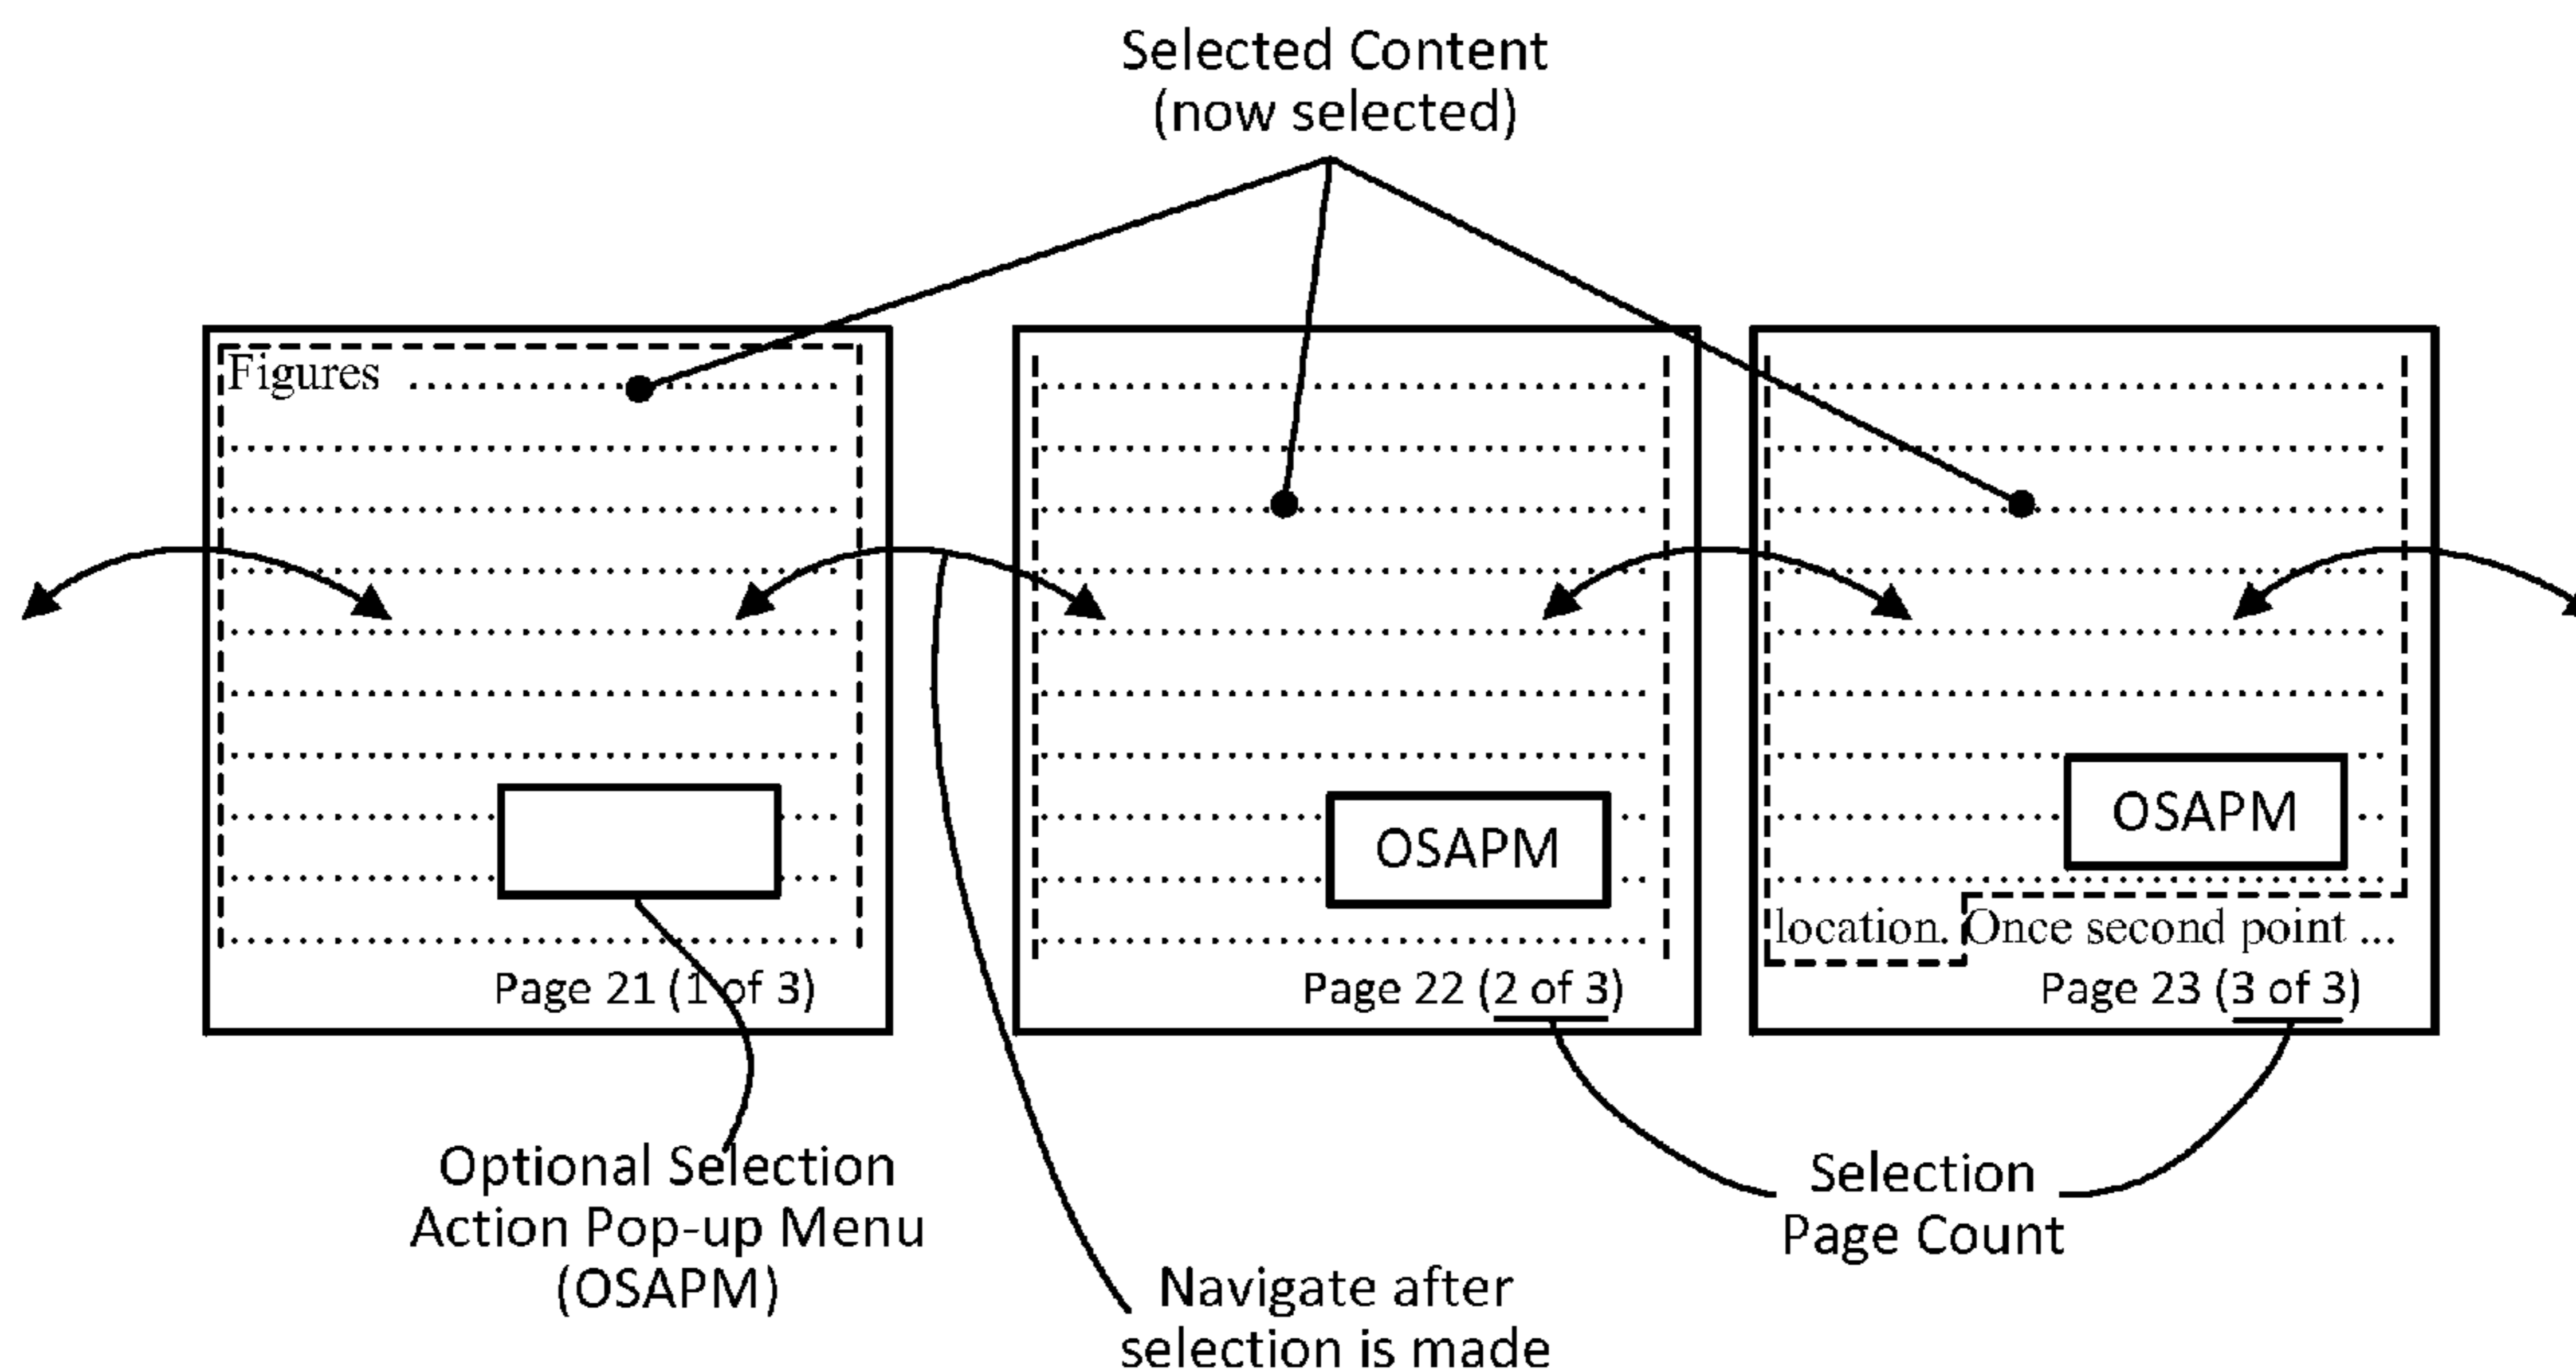 Selected Content
(now selected)
Figures
OSAPM
OSAPM
location. Once second point ...
Page 21 (1 of 3)
Page 22 (2 of 3)
Page 23 (3 of 3)
Optional Selection
Action Pop-up Menu
(OSAPM)
Selection
Page Count
Navigate after
selection is made